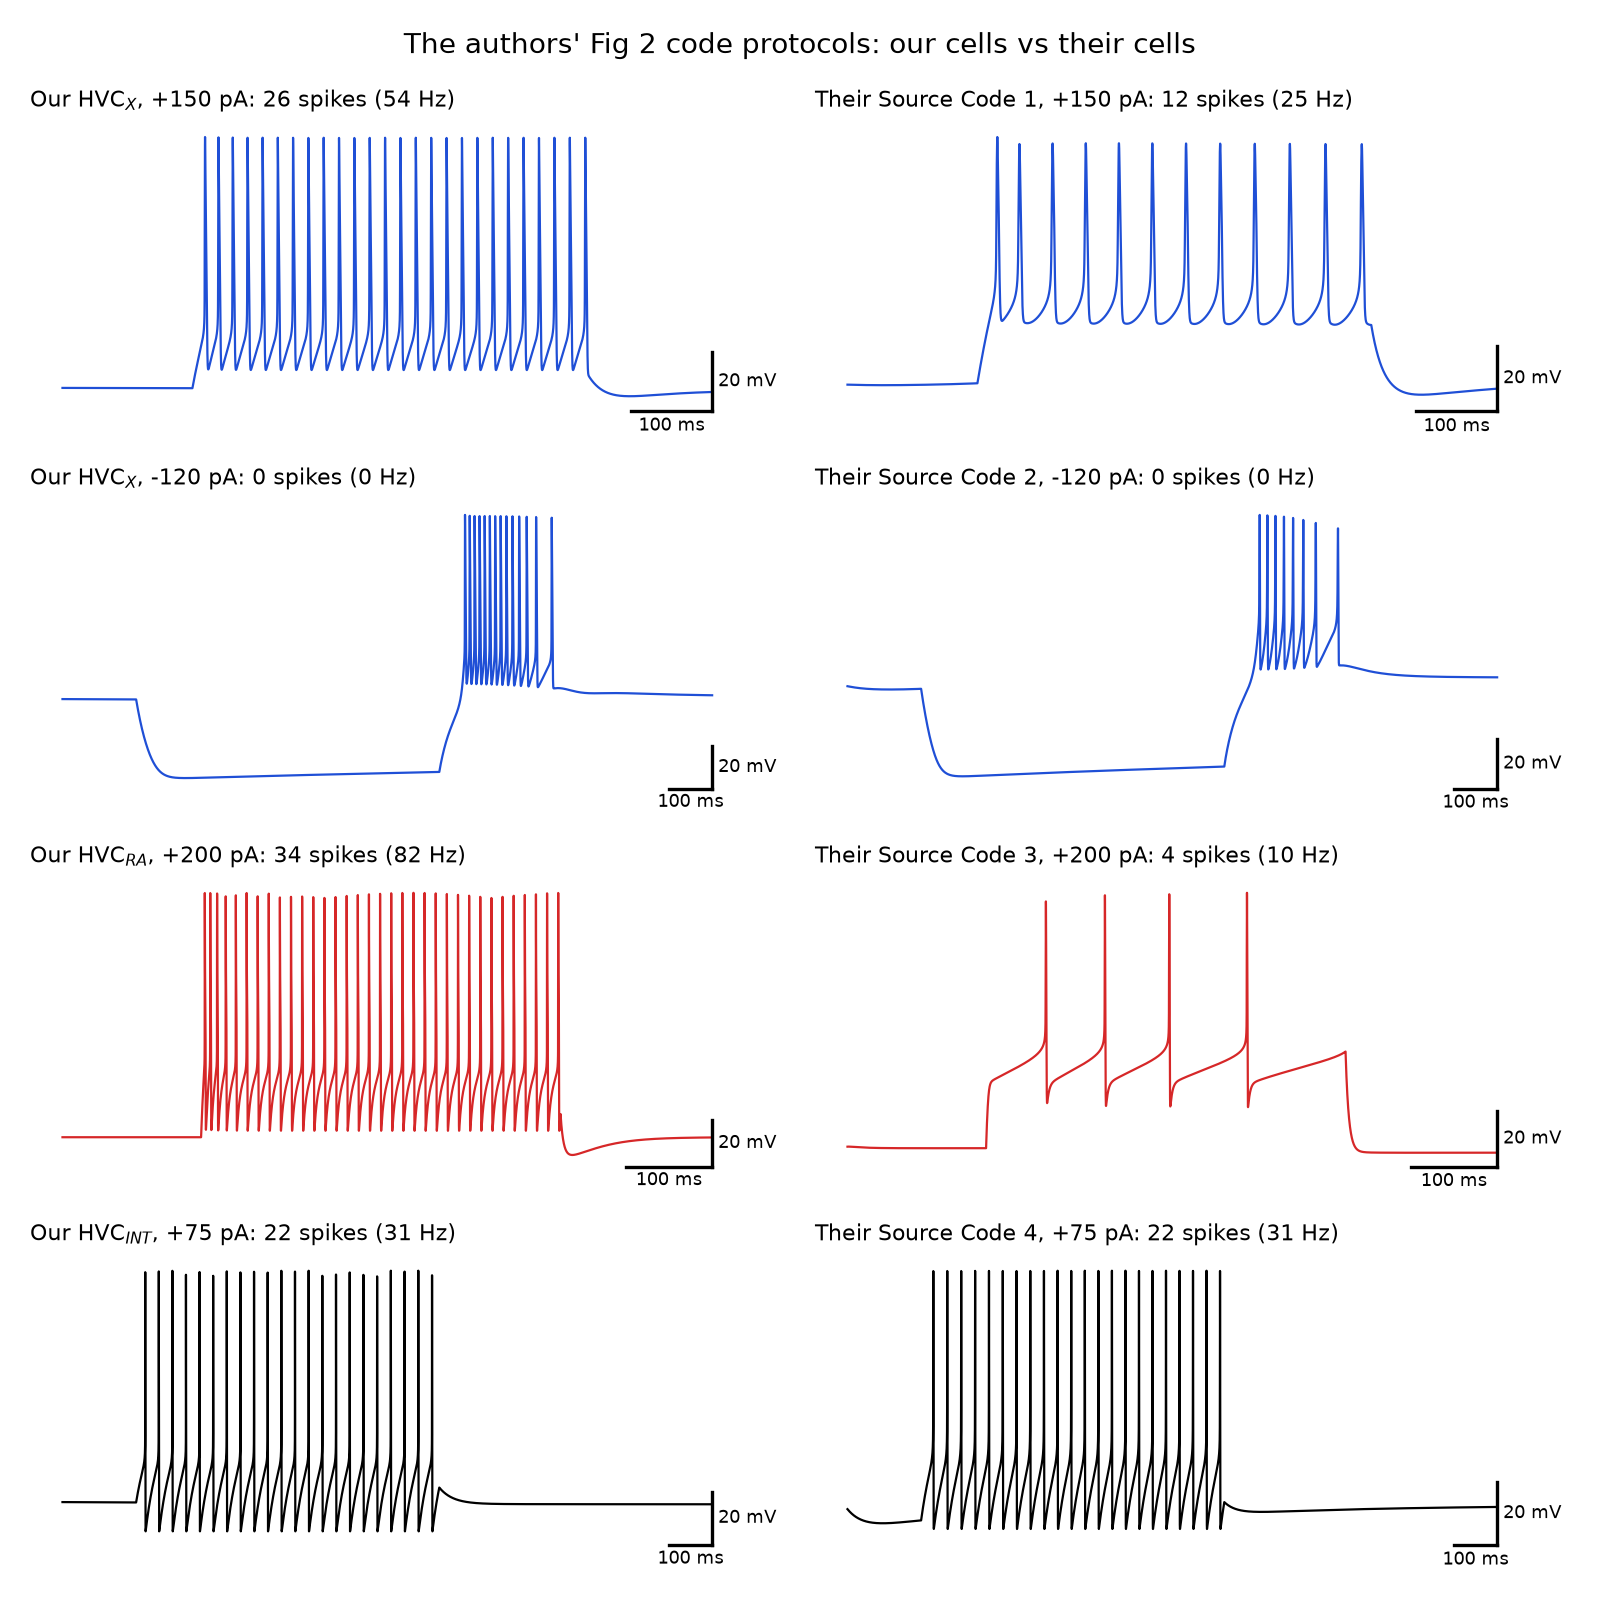 The authors' Fig 2 code protocols: our cells vs their cells
Our HVC_X, +150 pA: 26 spikes (54 Hz)
Their Source Code 1, +150 pA: 12 spikes (25 Hz)
20 mV
100 ms
20 mV
100 ms
Our HVC_X, -120 pA: 0 spikes (0 Hz)
Their Source Code 2, -120 pA: 0 spikes (0 Hz)
20 mV
100 ms
20 mV
100 ms
Our HVC_RA, +200 pA: 34 spikes (82 Hz)
Their Source Code 3, +200 pA: 4 spikes (10 Hz)
20 mV
100 ms
20 mV
100 ms
Our HVC_INT, +75 pA: 22 spikes (31 Hz)
Their Source Code 4, +75 pA: 22 spikes (31 Hz)
20 mV
100 ms
20 mV
100 ms